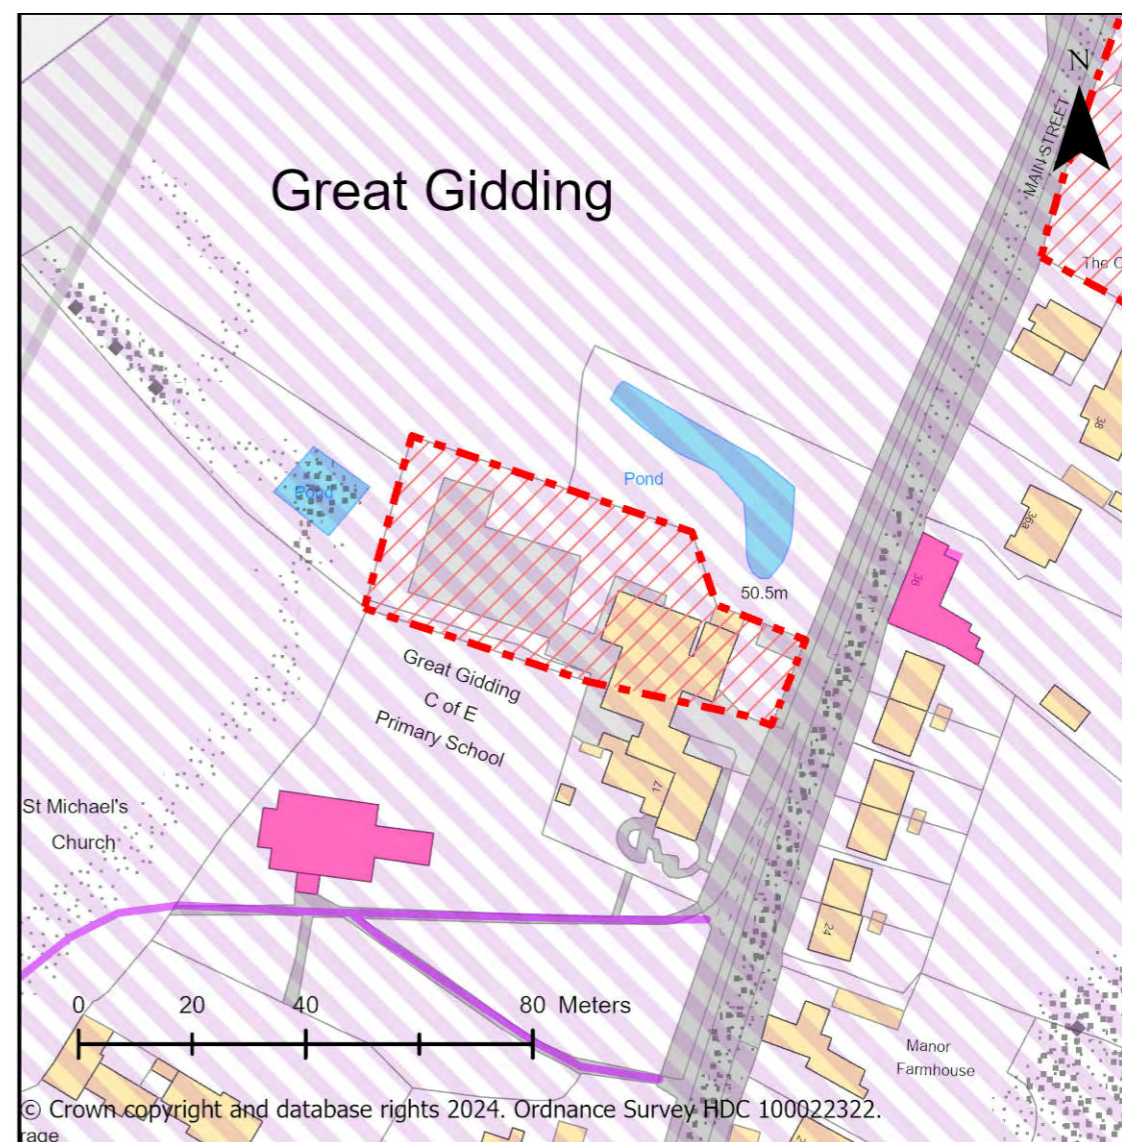 N
MAIN STREET
Great Gidding
The C
38
Pond
Pond
36a
36
50.5m
Great Gidding
C of E
Primary School
17
St Michael's
Church
24
0 20 40 80 Meters
Manor
Farmhouse
© Crown copyright and database rights 2024. Ordnance Survey HDC 100022322.
rage